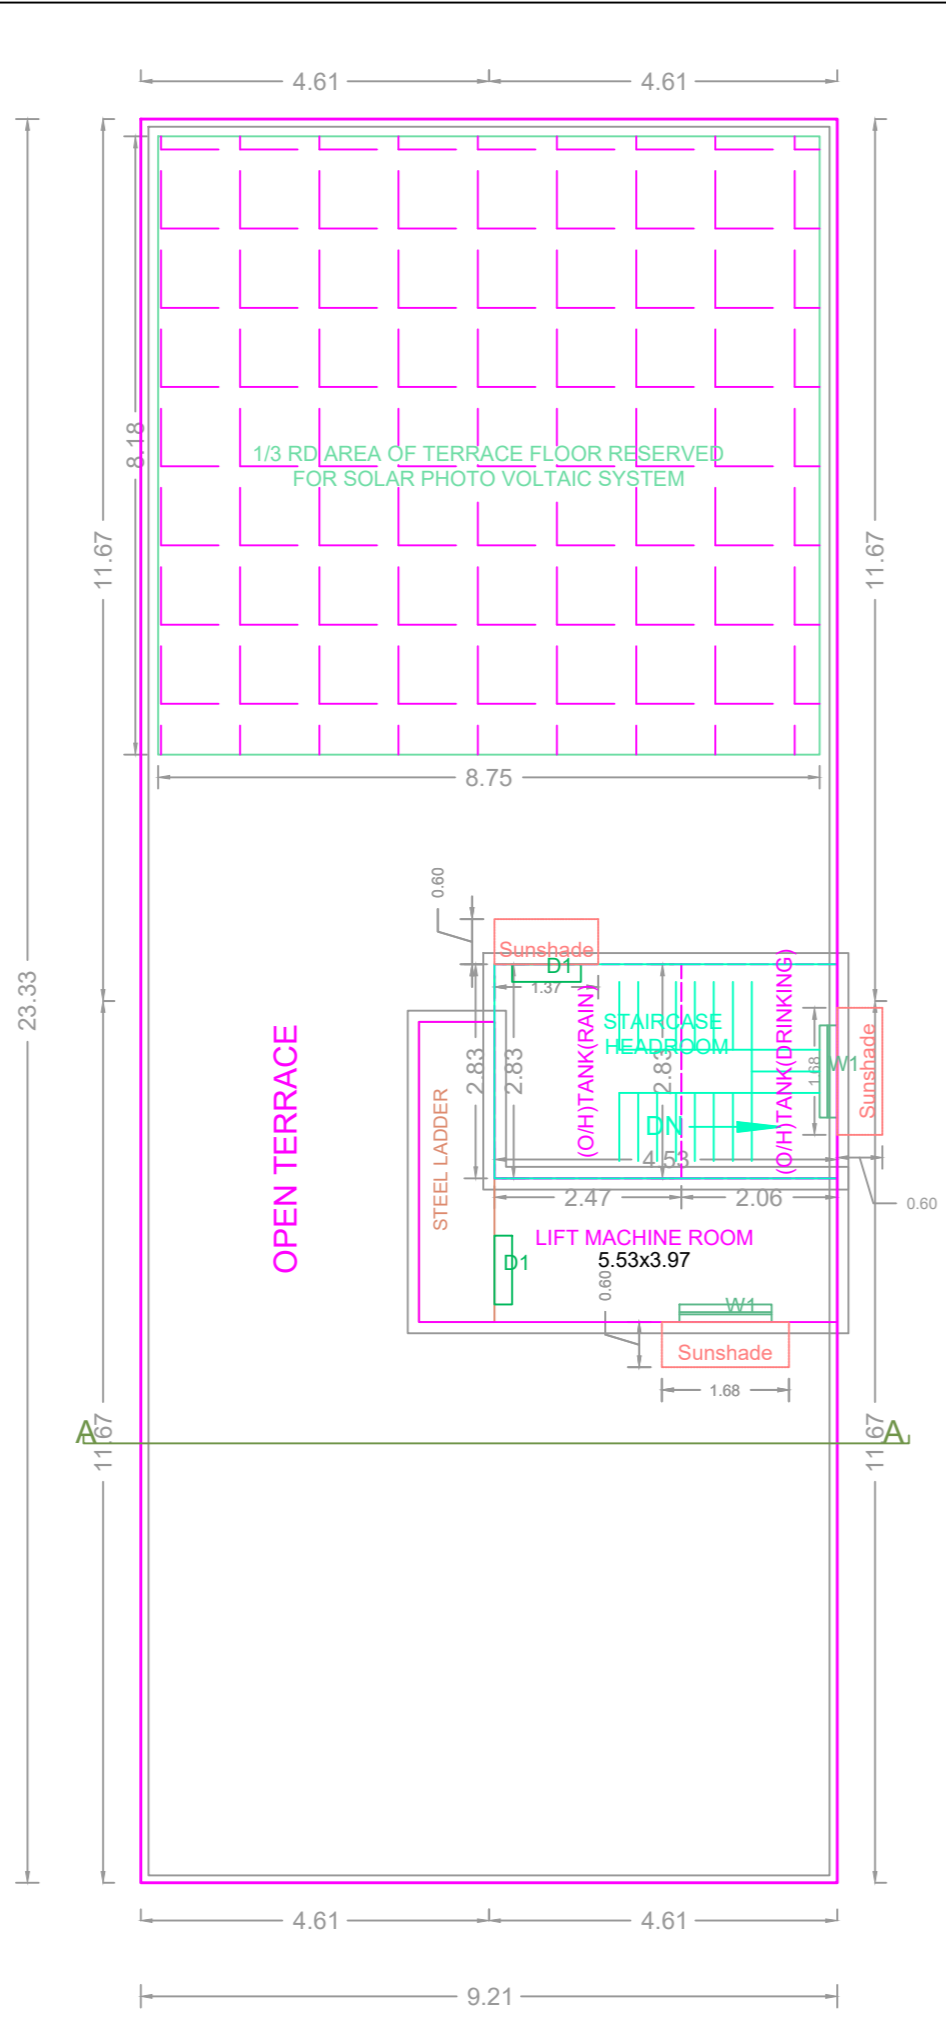 4.61
4.61
8.18
11.67
11.67
1/3 RD AREA OF TERRACE FLOOR RESERVED
FOR SOLAR PHOTO VOLTAIC SYSTEM
8.75
0.60
Sunshade
D1
1.37
23.33
OPEN TERRACE
STEEL LADDER
2.83
2.83
2.83
(O/H)TANK(RAIN)
STAIRCASE
HEADROOM
(O/H)TANK(DRINKING)
1.68
W1
Sunshade
DN
4.53
2.47
2.06
0.60
LIFT MACHINE ROOM
5.53x3.97
D1
0.60
W1
Sunshade
1.68
A
A
11.67
11.67
4.61
4.61
9.21